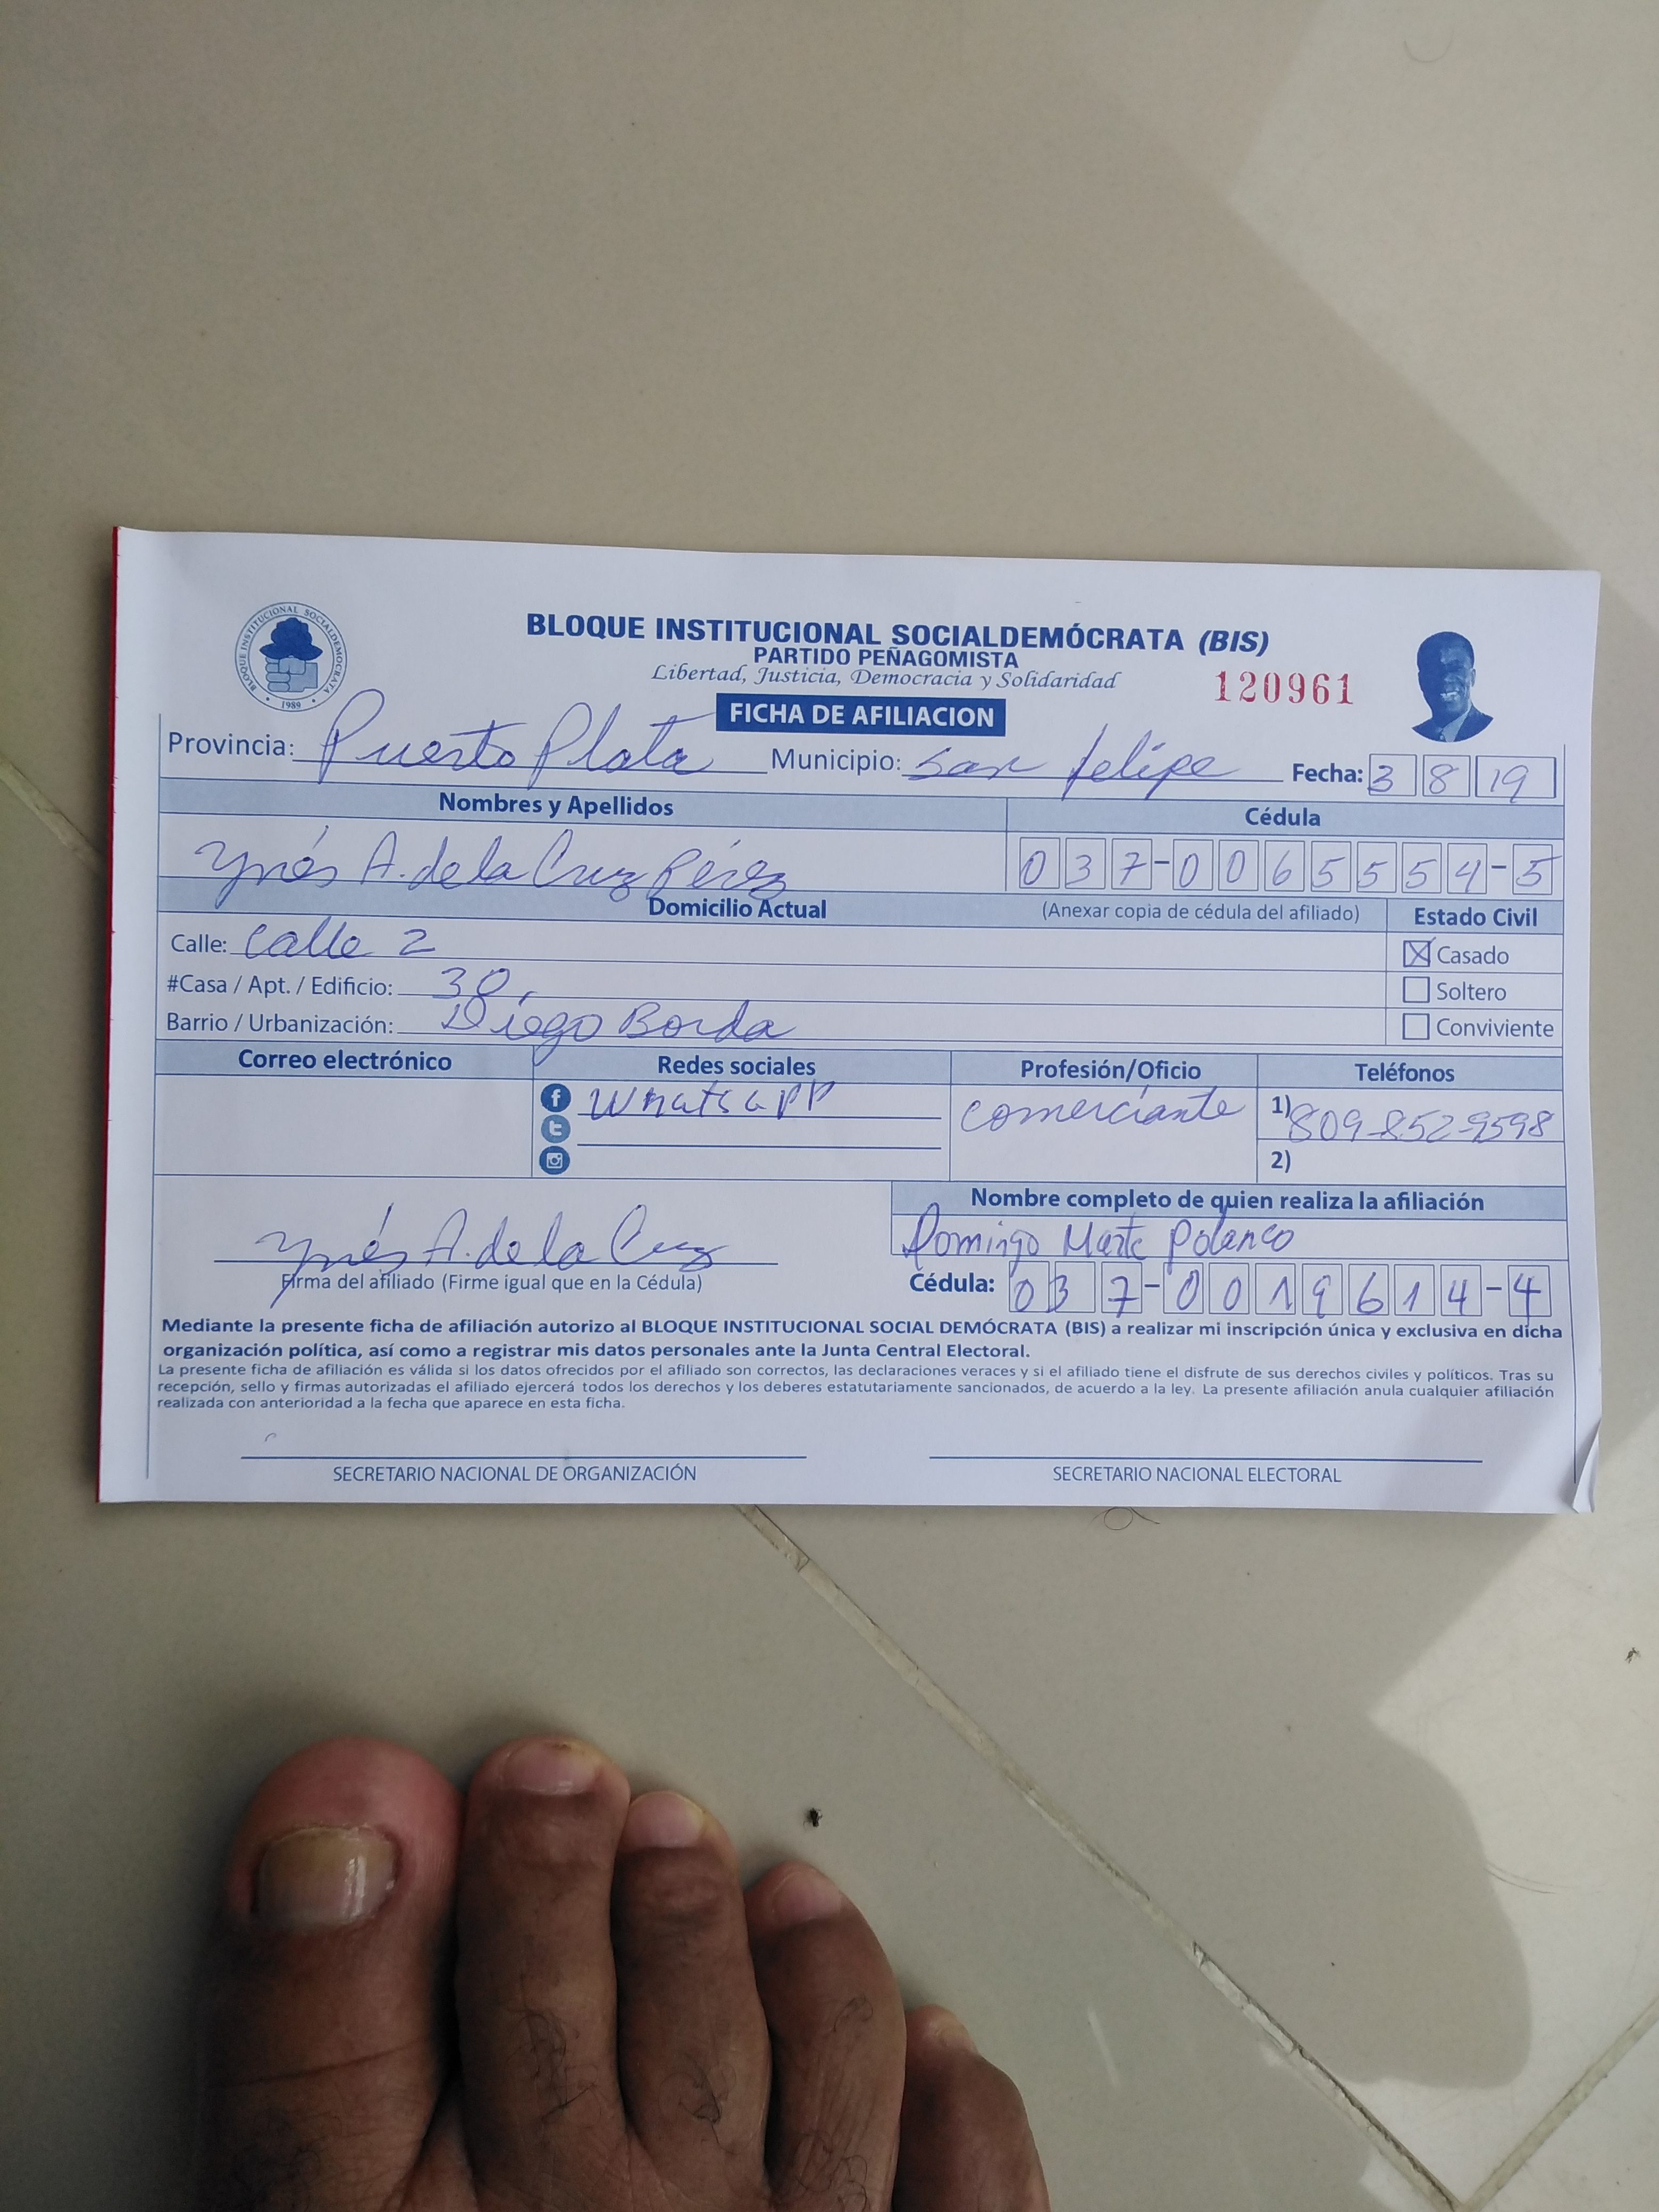 BLOQUE INSTITUCIONAL SOCIALDEMÓCRATA (BIS)
PARTIDO PEÑAGOMISTA
Libertad, Justicia, Democracia y Solidaridad
120961
BLOQUE INSTITUCIONAL SOCIALDEMOCRATA
1989
FICHA DE AFILIACION
Provincia: Puerto Plata Municipio: San felipe Fecha: 3 8 19
Nombres y Apellidos Cédula
Ynés A. de la Cruz Pérez 037-0065554-5
Domicilio Actual (Anexar copia de cédula del afiliado) Estado Civil
Calle: Calle 2 Casado
#Casa / Apt. / Edificio: 30 Soltero
Barrio / Urbanización: Diego Borda Conviviente
Correo electrónico Redes sociales Profesión/Oficio Teléfonos
Whatsapp comerciante 1) 809-852-9598
2)
Nombre completo de quien realiza la afiliación
Ynés A. de la Cruz Domingo Marte Polanco
Firma del afiliado (Firme igual que en la Cédula) Cédula: 037-0019614-4
Mediante la presente ficha de afiliación autorizo al BLOQUE INSTITUCIONAL SOCIAL DEMÓCRATA (BIS) a realizar mi inscripción única y exclusiva en dicha
organización política, así como a registrar mis datos personales ante la Junta Central Electoral.
La presente ficha de afiliación es válida si los datos ofrecidos por el afiliado son correctos, las declaraciones veraces y si el afiliado tiene el disfrute de sus derechos civiles y políticos. Tras su
recepción, sello y firmas autorizadas el afiliado ejercerá todos los derechos y los deberes estatutariamente sancionados, de acuerdo a la ley. La presente afiliación anula cualquier afiliación
realizada con anterioridad a la fecha que aparece en esta ficha.
SECRETARIO NACIONAL DE ORGANIZACIÓN SECRETARIO NACIONAL ELECTORAL